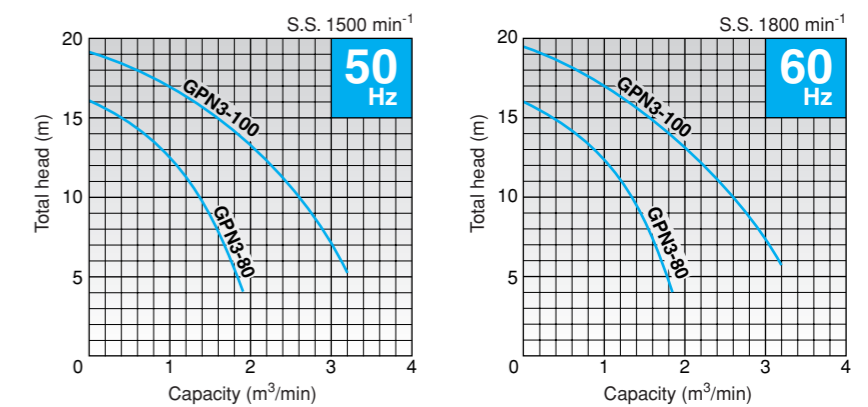 S.S. 1500 min-1
20
15
10
5
0
1
2
3
4
Total head (m)
Capacity (m3/min)
50
Hz
GPN3-100
GPN3-80
S.S. 1800 min-1
20
15
10
5
0
1
2
3
4
Total head (m)
Capacity (m3/min)
60
Hz
GPN3-100
GPN3-80